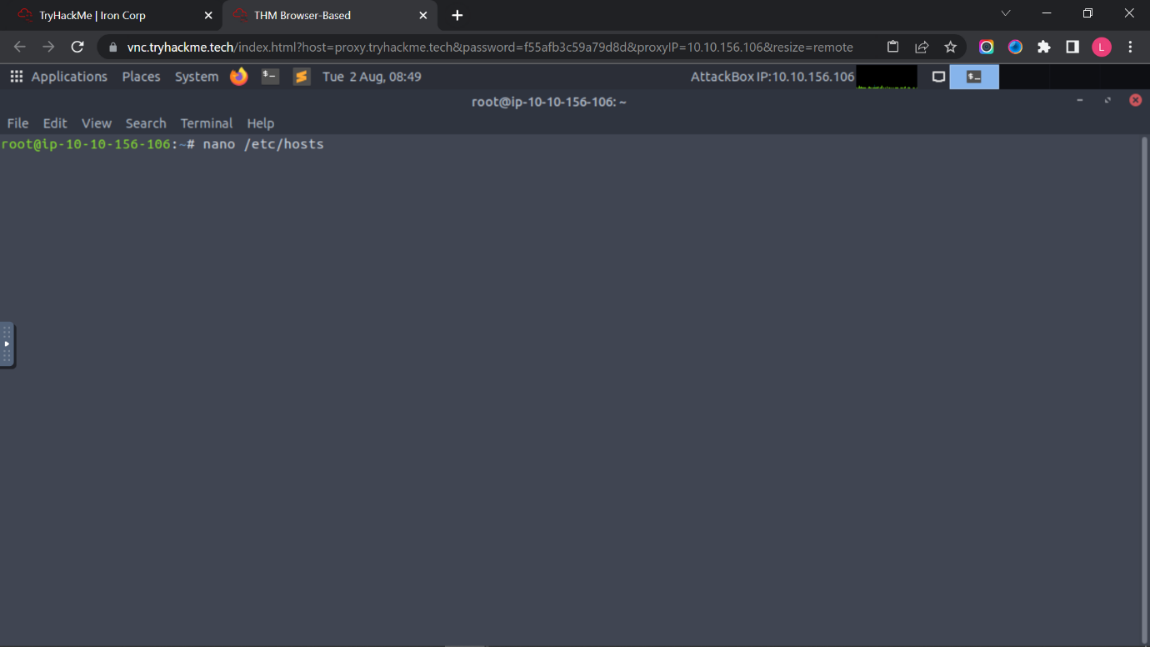 TryHackMe | Iron Corp
THM Browser-Based
vnc.tryhackme.tech/index.html?host=proxy.tryhackme.tech&password=f55afb3c59a79d8d&proxyIP=10.10.156.106&resize=remote
L
Applications Places System Tue 2 Aug, 08:49 AttackBox IP:10.10.156.106
root@ip-10-10-156-106: ~
File Edit View Search Terminal Help
root@ip-10-10-156-106:~# nano /etc/hosts